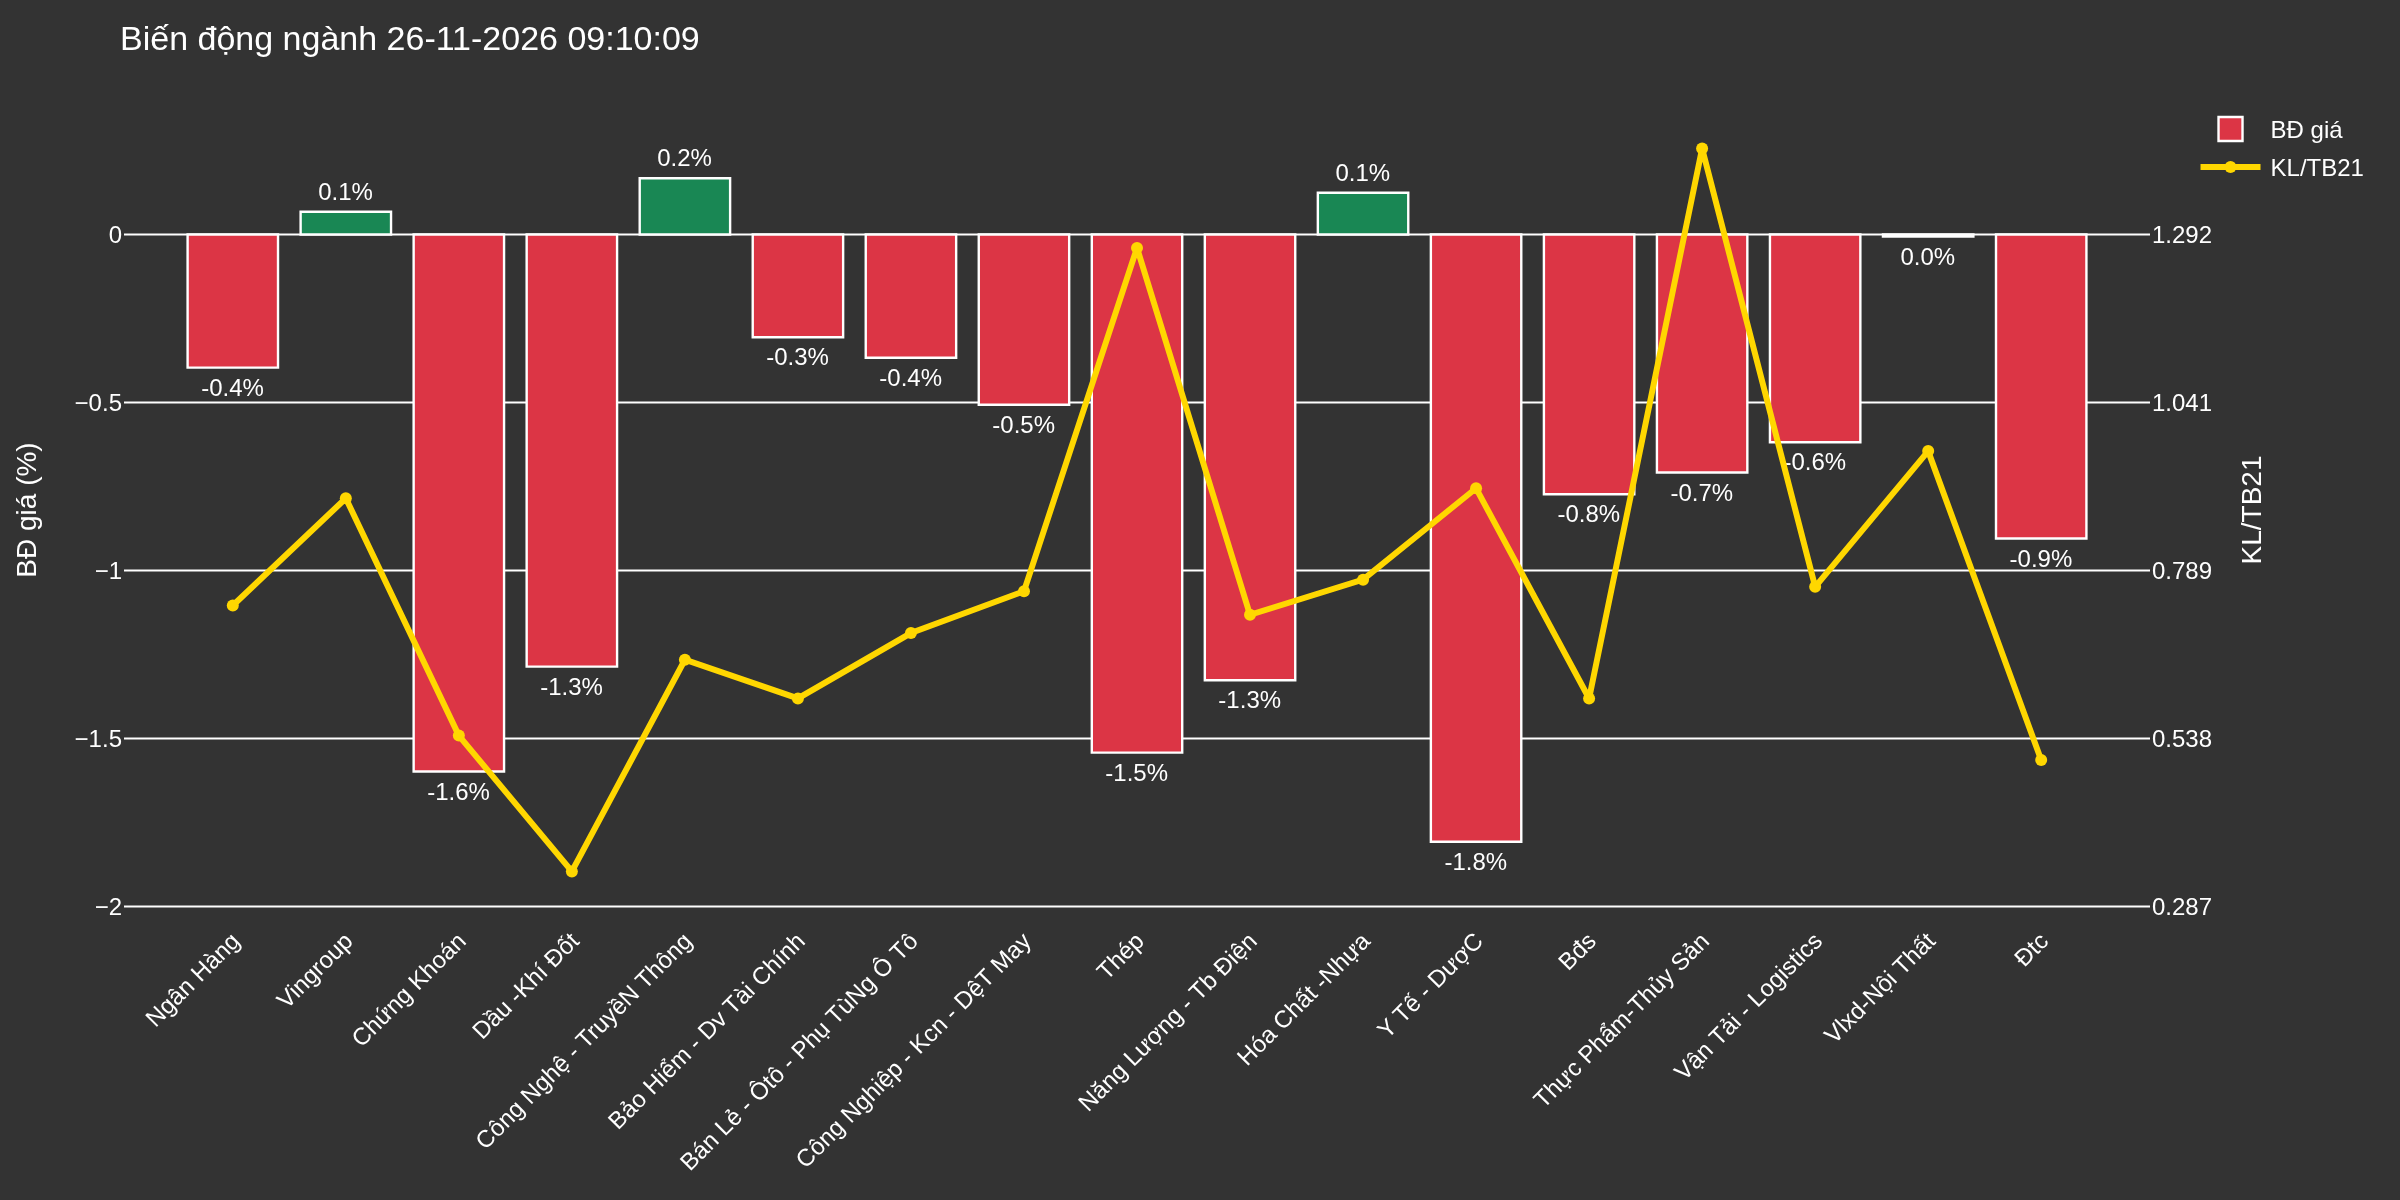 Biến động ngành 26-11-2026 09:10:09
BĐ giá
KL/TB21
0.2%
0.1%
0.1%
0
1.292
0.0%
-0.3%
-0.4%
-0.4%
−0.5
1.041
-0.5%
-0.6%
-0.7%
-0.8%
BĐ giá (%)
KL/TB21
-0.9%
−1
0.789
-1.3%
-1.3%
−1.5
0.538
-1.5%
-1.6%
-1.8%
−2
0.287
Ngân Hàng
Vingroup
Chứng Khoán
Dầu -Khí Đốt
Công Nghệ - TruyềN Thông
Bảo Hiểm - Dv Tài Chính
Bán Lẻ - Ôtô - Phụ TùNg Ô Tô
Công Nghiệp - Kcn - DệT May
Thép
Năng Lượng - Tb Điện
Hóa Chất -Nhựa
Y Tế - DượC
Bđs
Thực Phẩm-Thủy Sản
Vận Tải - Logistics
Vlxd-Nội Thất
Đtc